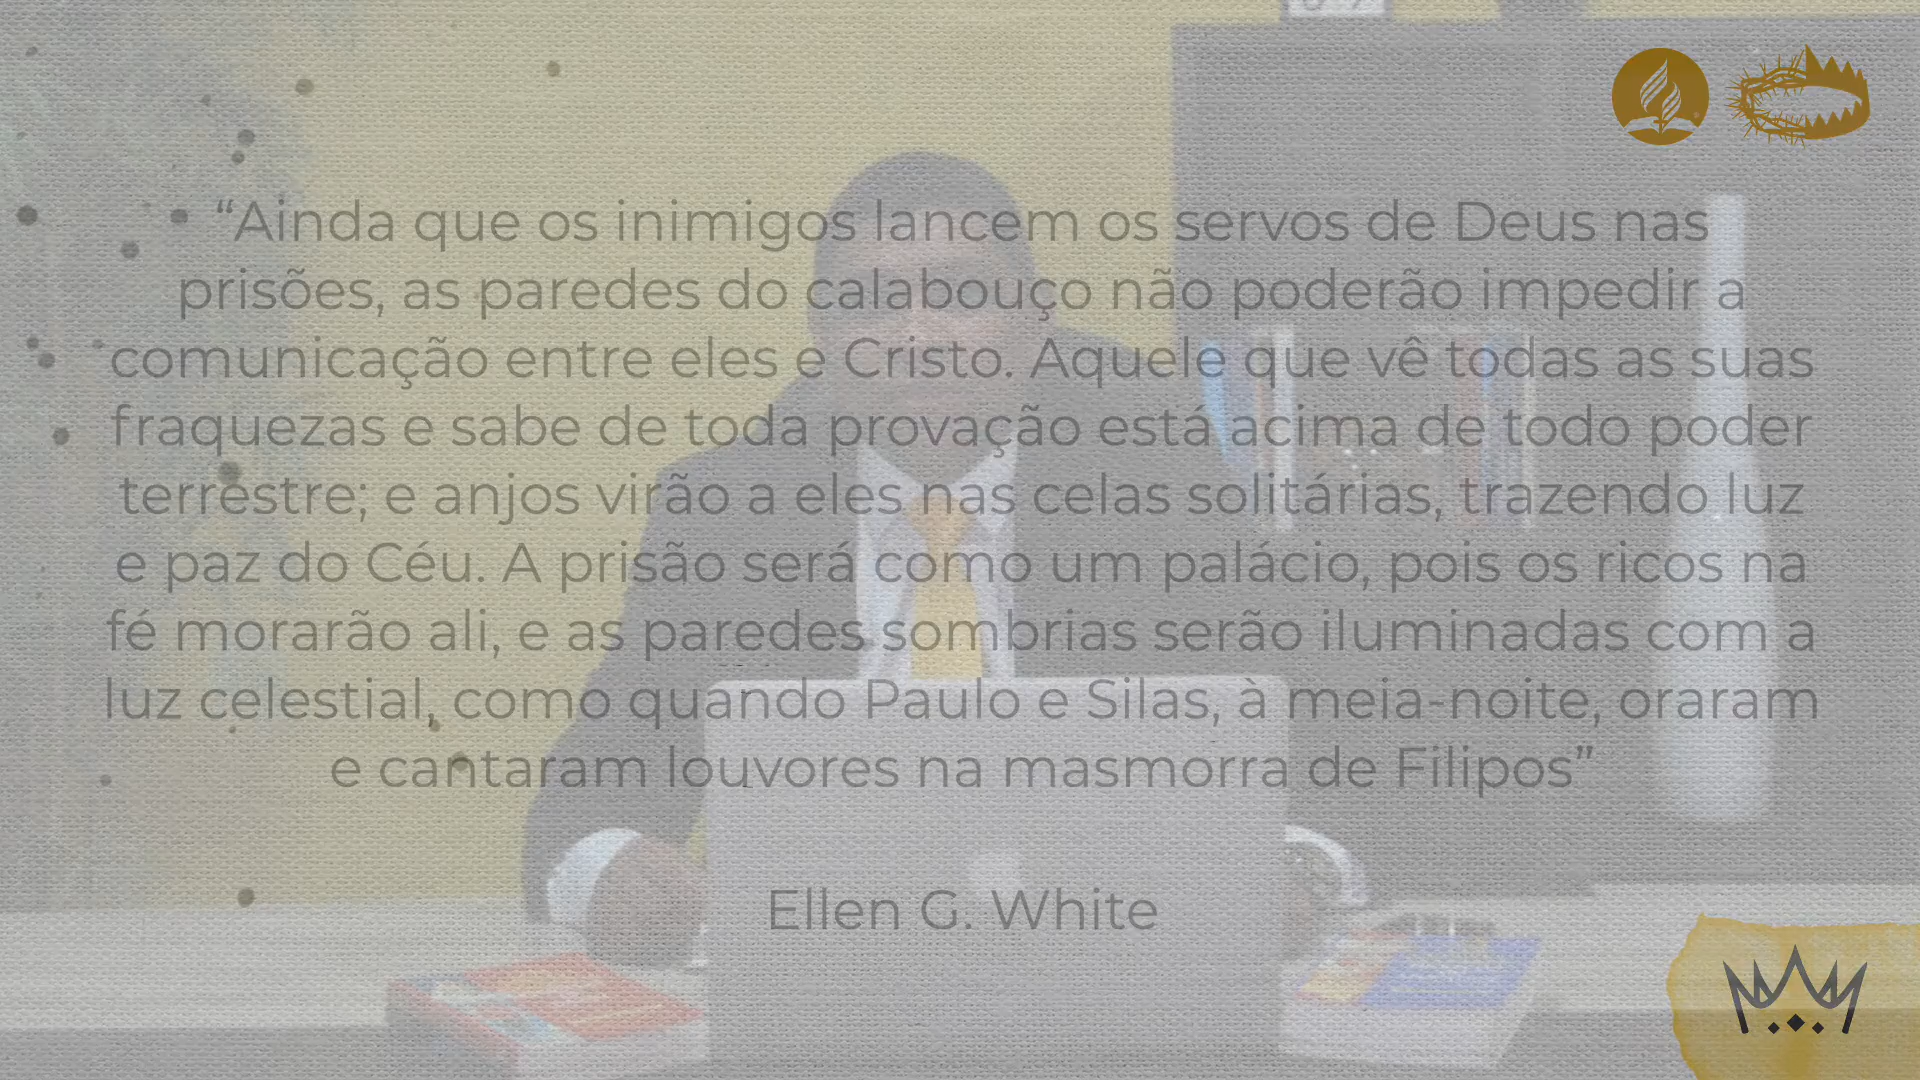 “Ainda que os inimigos lancem os servos de Deus nas
prisões, as paredes do calabouço não poderão impedir a
comunicação entre eles e Cristo. Aquele que vê todas as suas
fraquezas e sabe de toda provação está acima de todo poder
terrestre; e anjos virão a eles nas celas solitárias, trazendo luz
e paz do Céu. A prisão será como um palácio, pois os ricos na
fé morarão ali, e as paredes sombrias serão iluminadas com a
luz celestial, como quando Paulo e Silas, à meia-noite, oraram
e cantaram louvores na masmorra de Filipos”
Ellen G. White